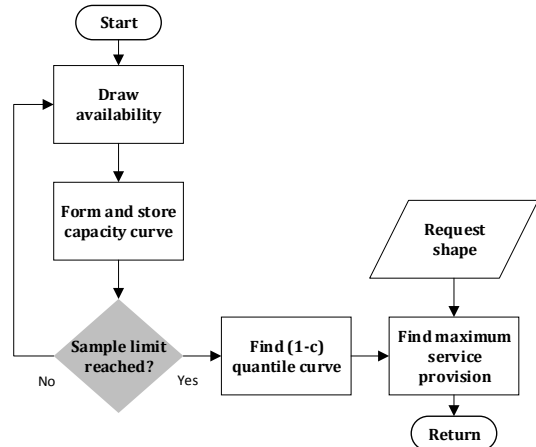 Start
Draw
availability
Form and store
capacity curve
Request
shape
Sample limit
reached?
No
Yes
Find (1-c)
quantile curve
Find maximum
service
provision
Return